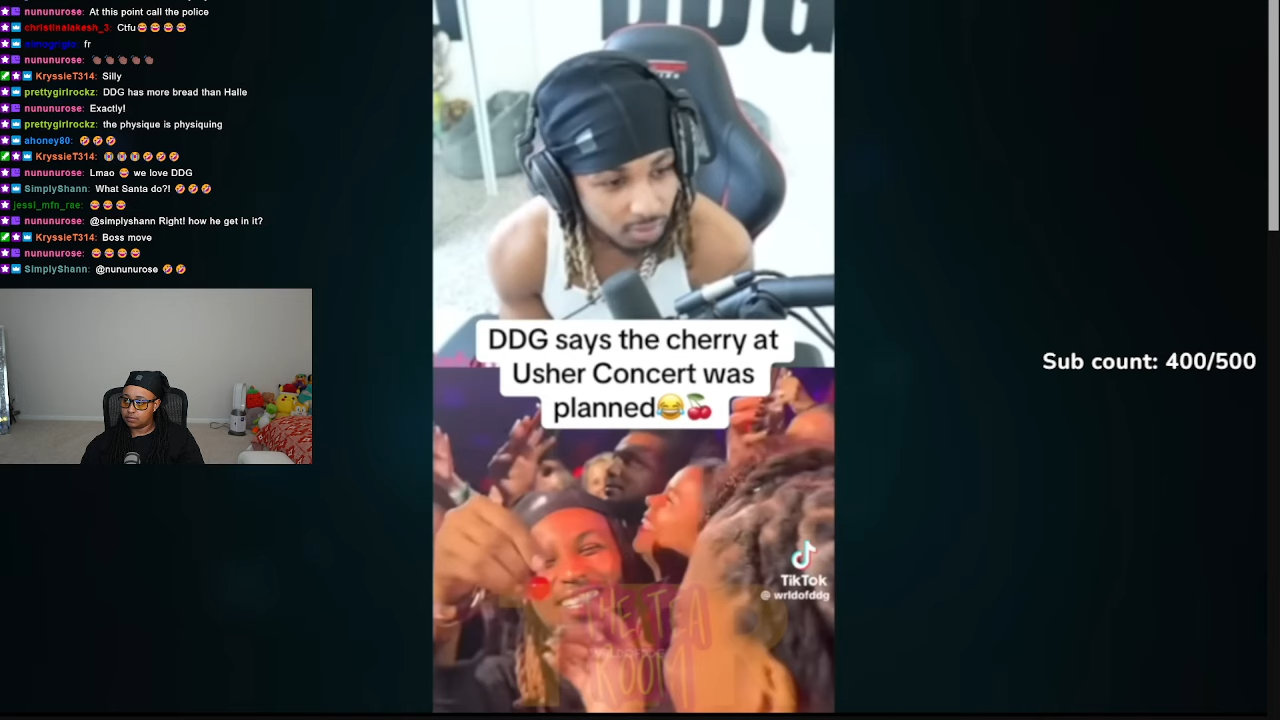 nununurose: At this point call the police
christinalakesh_3: Ctfu
fr
nununurose:
KryssieT314: Silly
prettygirlrockz: DDG has more bread than Halle
nununurose: Exactly!
prettygirlrockz: the physique is physiquing
ahoney80:
KryssieT314:
nununurose: Lmao we love DDG
SimplyShann: What Santa do?!
jessi_mfn_rae:
nununurose: @simplyshann Right! how he get in it?
KryssieT314: Boss move
nununurose:
SimplyShann: @nununurose
DDG
DDG says the cherry at
Usher Concert was
planned
Sub count: 400/500
TikTok
@ wrldofddg
THE TEA
ROOM